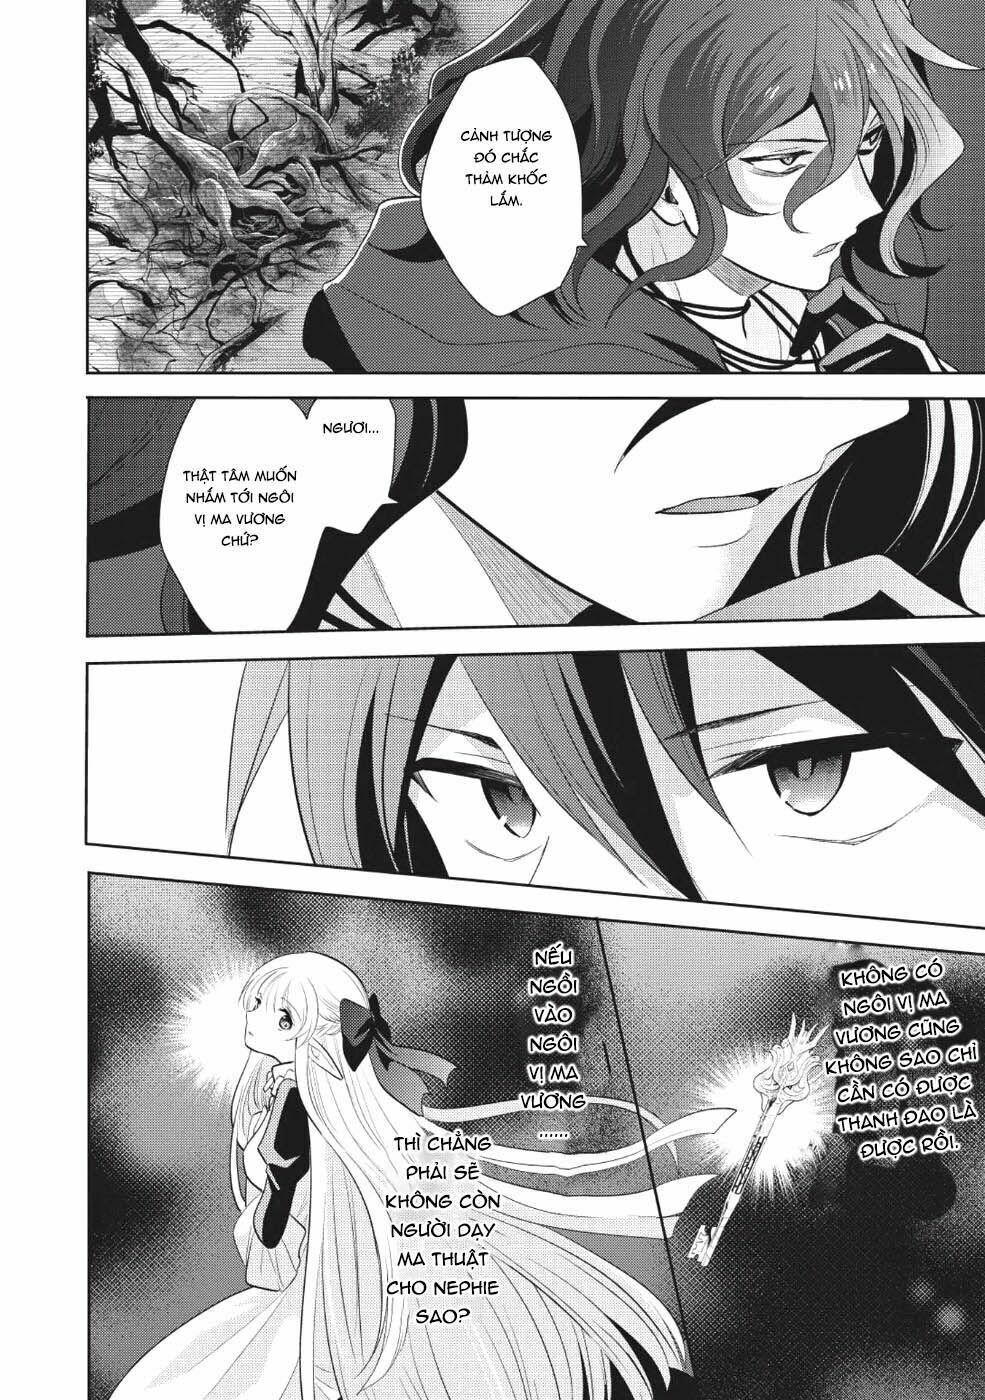 CẢNH TƯỢNG
ĐÓ CHẮC
THẢM KHỐC
LẮM.
NGƯƠI...
THẬT TÂM MUỐN
NHẮM TỚI NGÔI
VỊ MA VƯƠNG
CHỨ?
KHÔNG CÓ
NGÔI VỊ MA
VƯƠNG CŨNG
KHÔNG SAO CHỈ
CẦN CÓ ĐƯỢC
THANH ĐAO LÀ
ĐƯỢC RỒI.
NẾU
NGỒI
VÀO
NGÔI
VỊ MA
VƯƠNG
......
THÌ CHẲNG
PHẢI SẼ
KHÔNG CÒN
NGƯỜI DẠY
MA THUẬT
CHO NEPHIE
SAO?